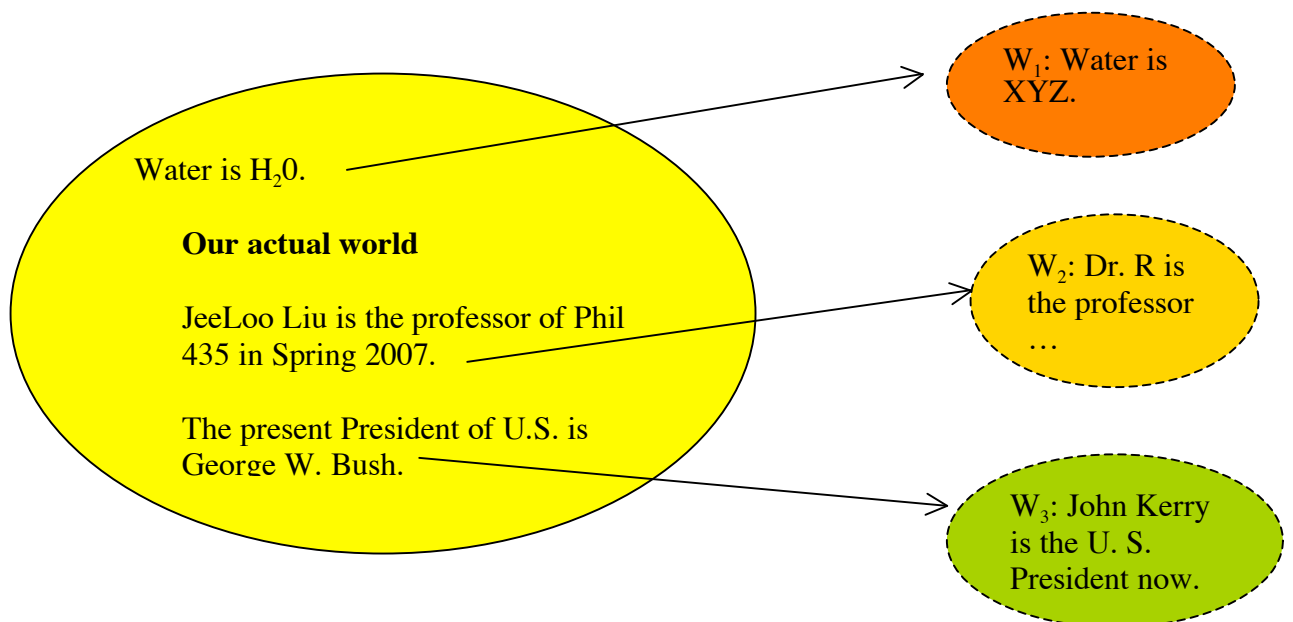 Water is H₂0.
Our actual world
JeeLoo Liu is the professor of Phil
435 in Spring 2007.
The present President of U.S. is
George W. Bush.
W₁: Water is
XYZ.
W₂: Dr. R is
the professor
…
W₃: John Kerry
is the U. S.
President now.